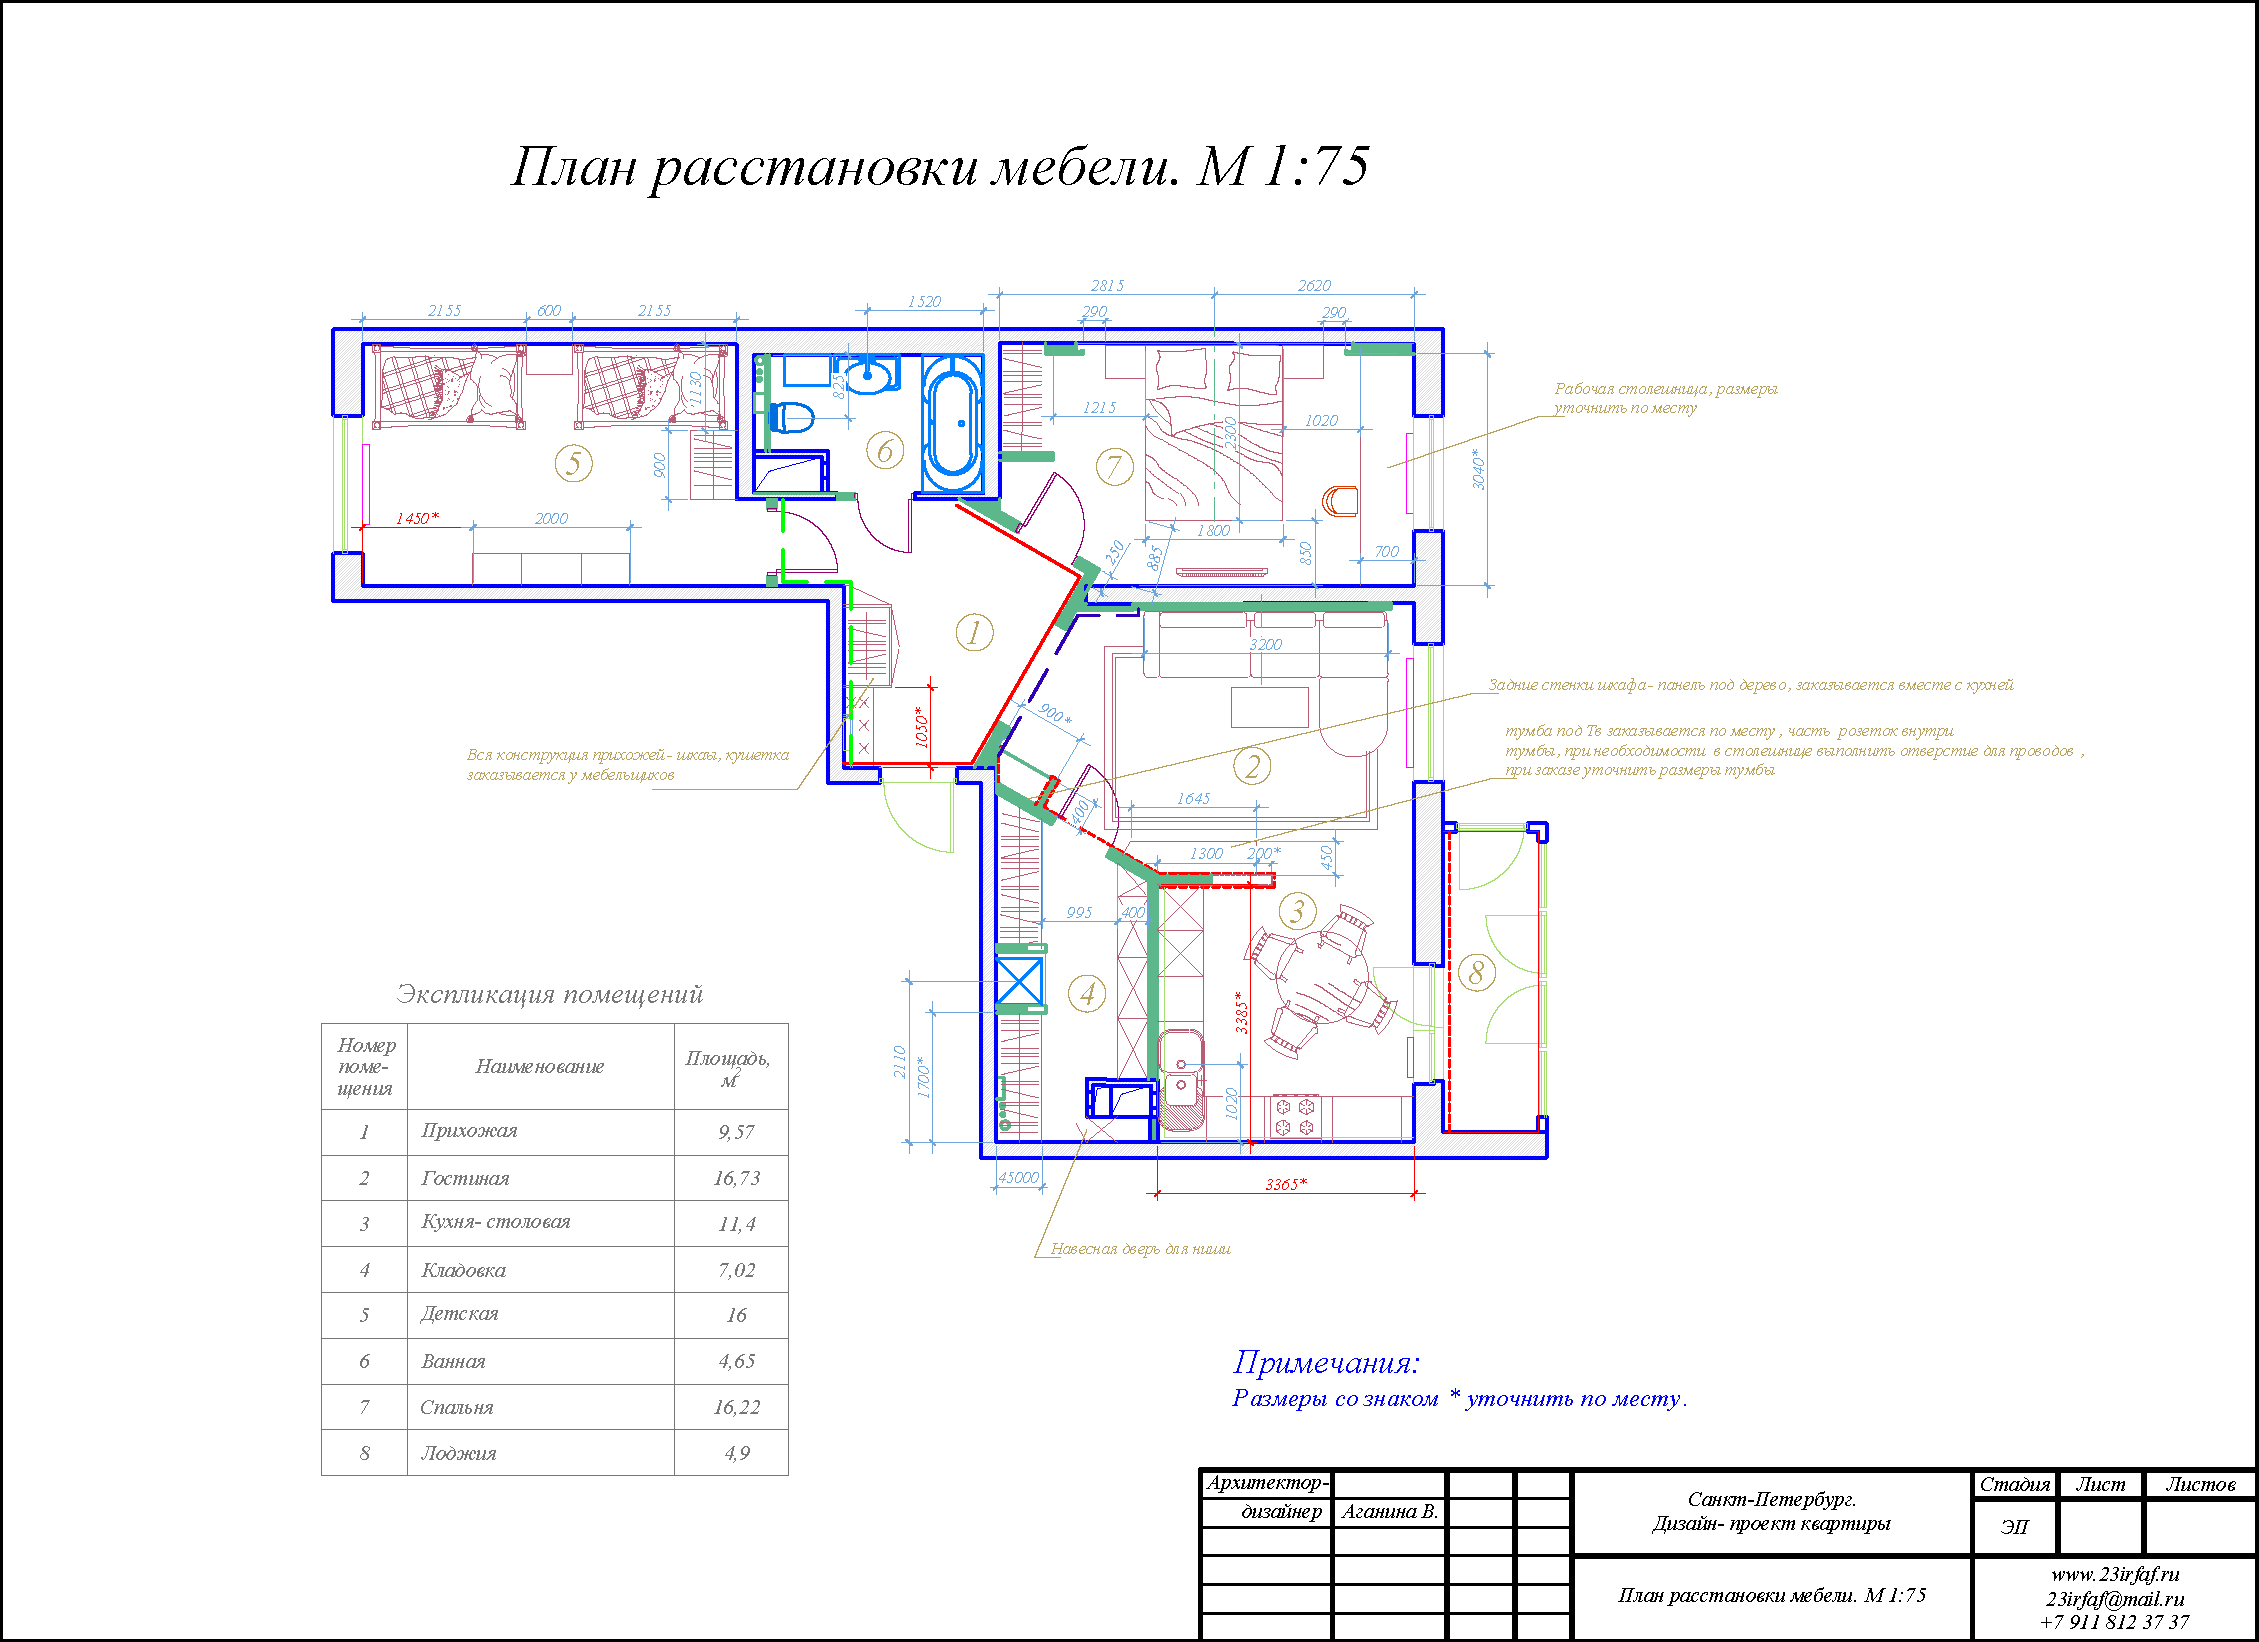 План расстановки мебели. М 1:75
2815
2620
2155
600
2155
1520
290
290
1130
825
Рабочая столешница, размеры
уточнить по месту
1215
2300
1020
3040*
5
6
7
900
1450*
2000
1800
250
885
850
700
1
3200
Задние стенки шкафа- панель под дерево, заказывается вместе с кухней
900*
1050*
тумба под Тв заказывается по месту, часть розеток внутри
тумбы, при необходимости в столешнице выполнить отверстие для проводов ,
при заказе уточнить размеры тумбы
Вся конструкция прихожей- шкаы, кушетка
заказывается у мебельщиков
2
1645
400
1300
200*
450
995
400
3
8
4
3385*
2110
1700*
1020
45000
3365*
Навесная дверь для ниши
Экспликация помещений
Номер
поме-
щения
Наименование
Площадь,
м2
1 Прихожая 9,57
2 Гостиная 16,73
3 Кухня- столовая 11,4
4 Кладовка 7,02
5 Детская 16
6 Ванная 4,65
7 Спальня 16,22
8 Лоджия 4,9
Примечания:
Размеры со знаком * уточнить по месту.
Архитектор-
дизайнер Аганина В.
Санкт-Петербург.
Дизайн- проект квартиры
Стадия Лист Листов
ЭП
План расстановки мебели. М 1:75
www.23irfaf.ru
23irfaf@mail.ru
+7 911 812 37 37